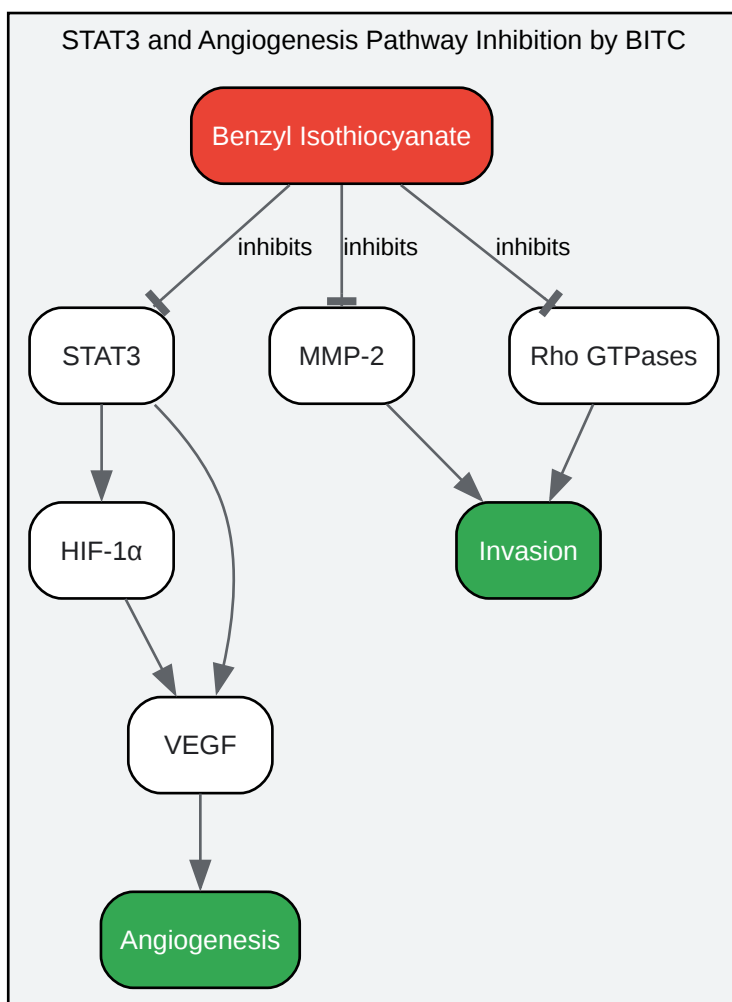 STAT3 and Angiogenesis Pathway Inhibition by BITC
Benzyl Isothiocyanate
inhibits
inhibits
inhibits
STAT3
MMP-2
Rho GTPases
HIF-1α
Invasion
VEGF
Angiogenesis